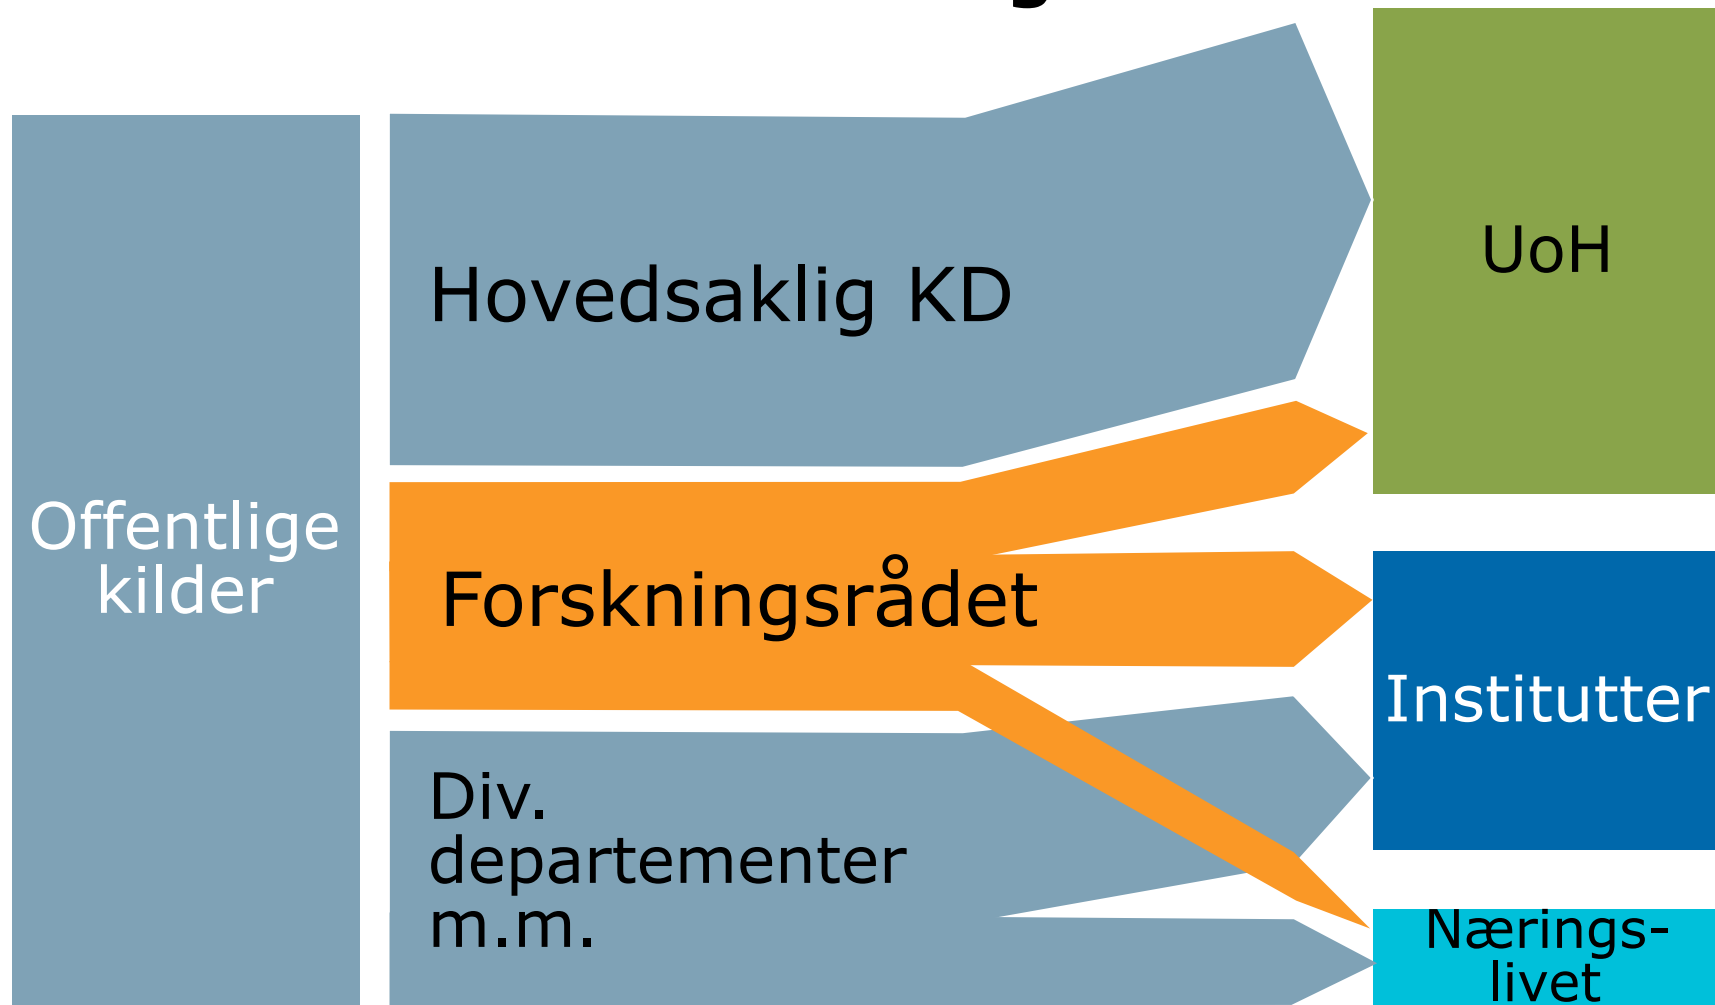 Offentlige
kilder
Hovedsaklig KD
Forskningsrådet
Div.
departementer
m.m.
UoH
Institutter
Nærings-
livet